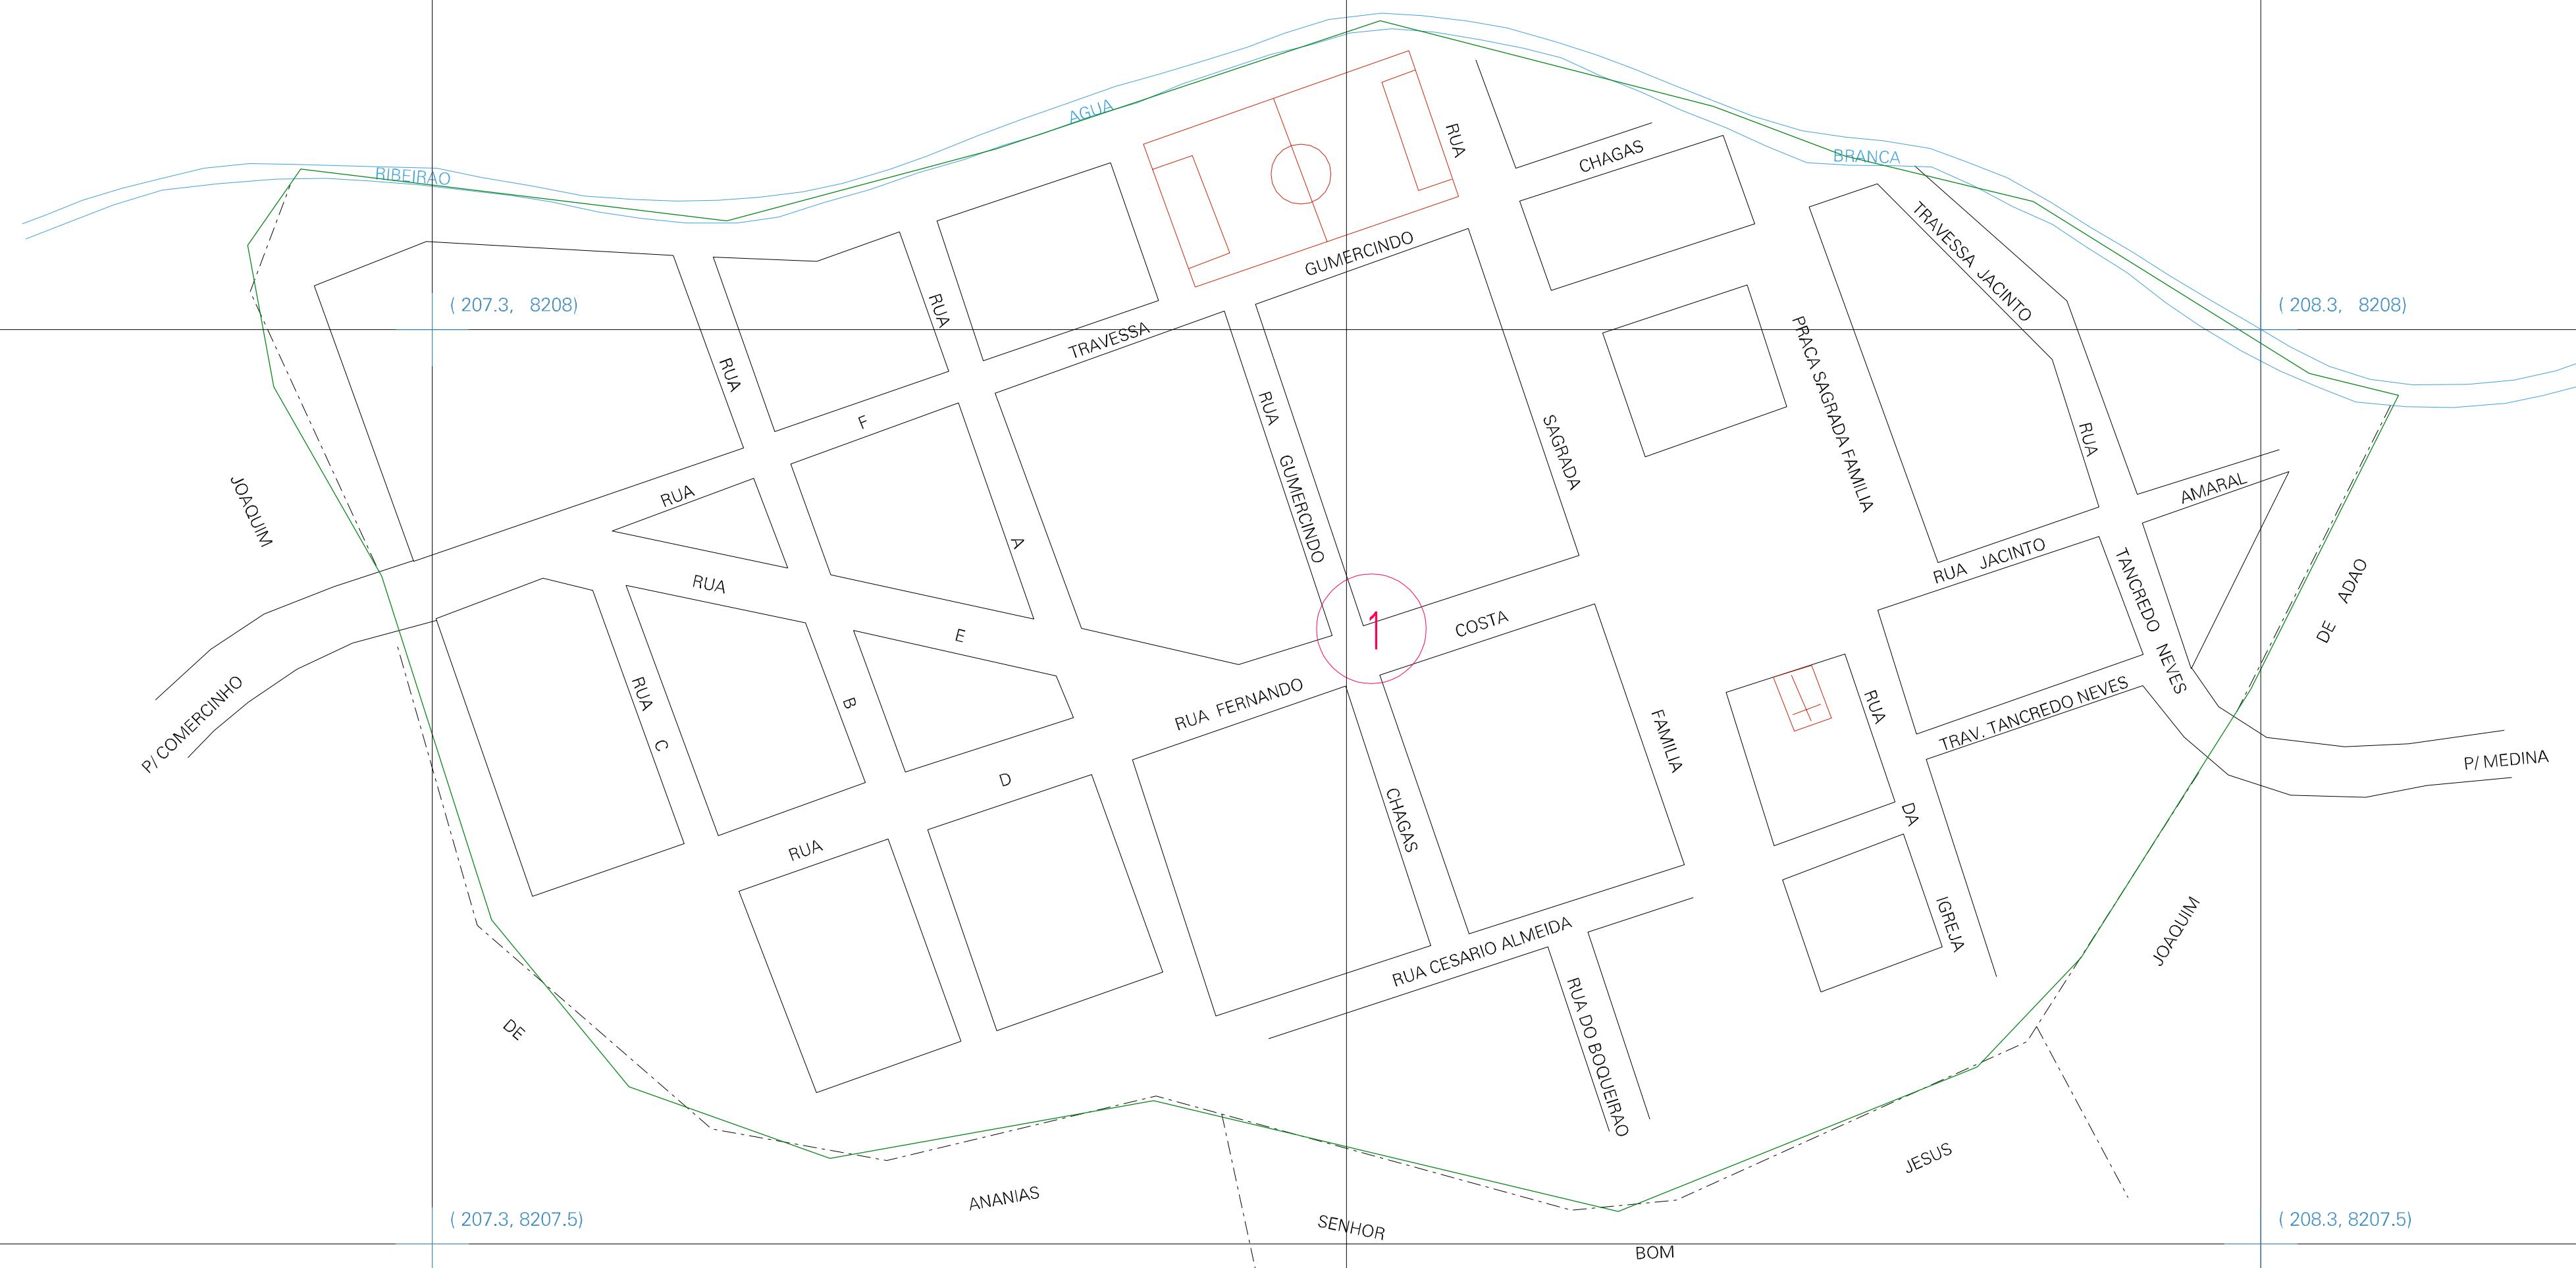 AGUA
RIBEIRAO
BRANCA
RUA
CHAGAS
GUMERCINDO
TRAVESSA JACINTO
( 207.3, 8208)
( 208.3, 8208)
RUA
TRAVESSA
RUA
F
RUA
GUMERCINDO
SAGRADA
PRACA SAGRADA FAMILIA
RUA
AMARAL
JOAQUIM
RUA
A
RUA JACINTO
TANCREDO NEVES
DE ADAO
RUA
E
1
COSTA
P/ COMERCINHO
RUA
C
B
RUA FERNANDO
FAMILIA
RUA
DA
IGREJA
TRAV. TANCREDO NEVES
P/ MEDINA
D
RUA
CHAGAS
RUA CESARIO ALMEIDA
JOAQUIM
DE
RUA DO BOQUEIRAO
JESUS
ANANIAS
( 207.3, 8207.5)
SENHOR
BOM
( 208.3, 8207.5)